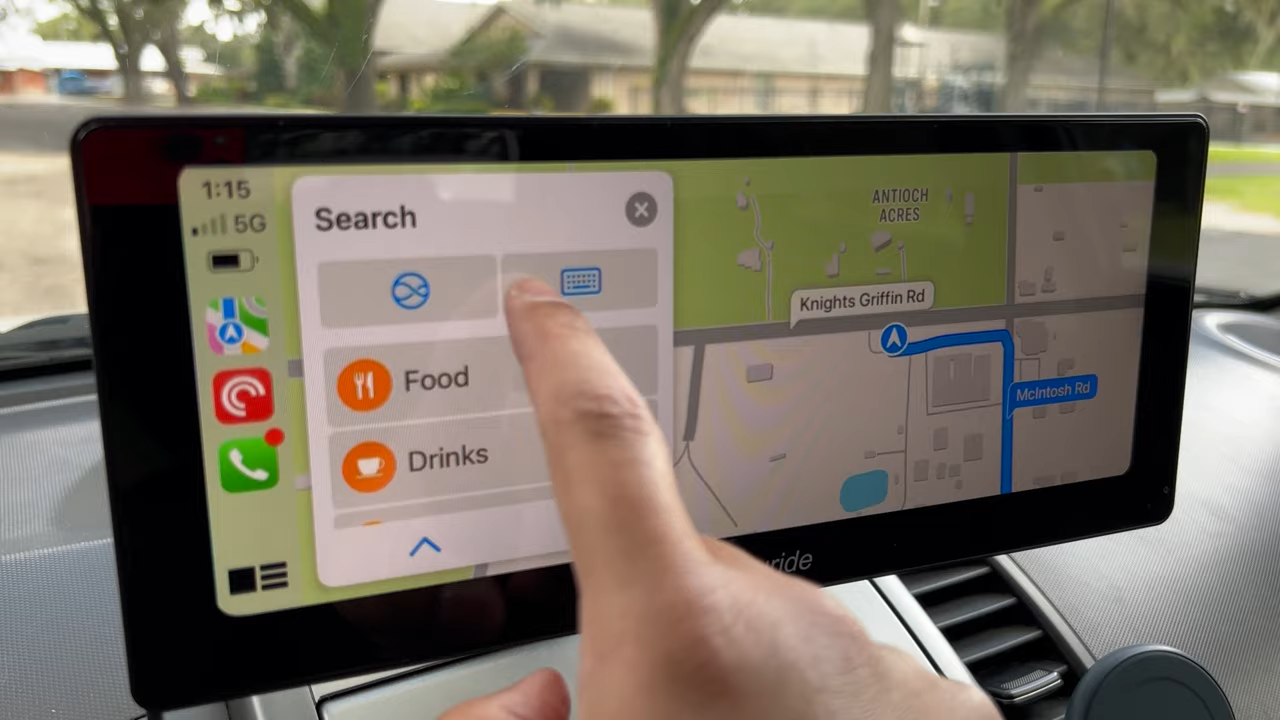 1:15
5G
Search
Food
Drinks
ANTIOCH
ACRES
Knights Griffin Rd
McIntosh Rd